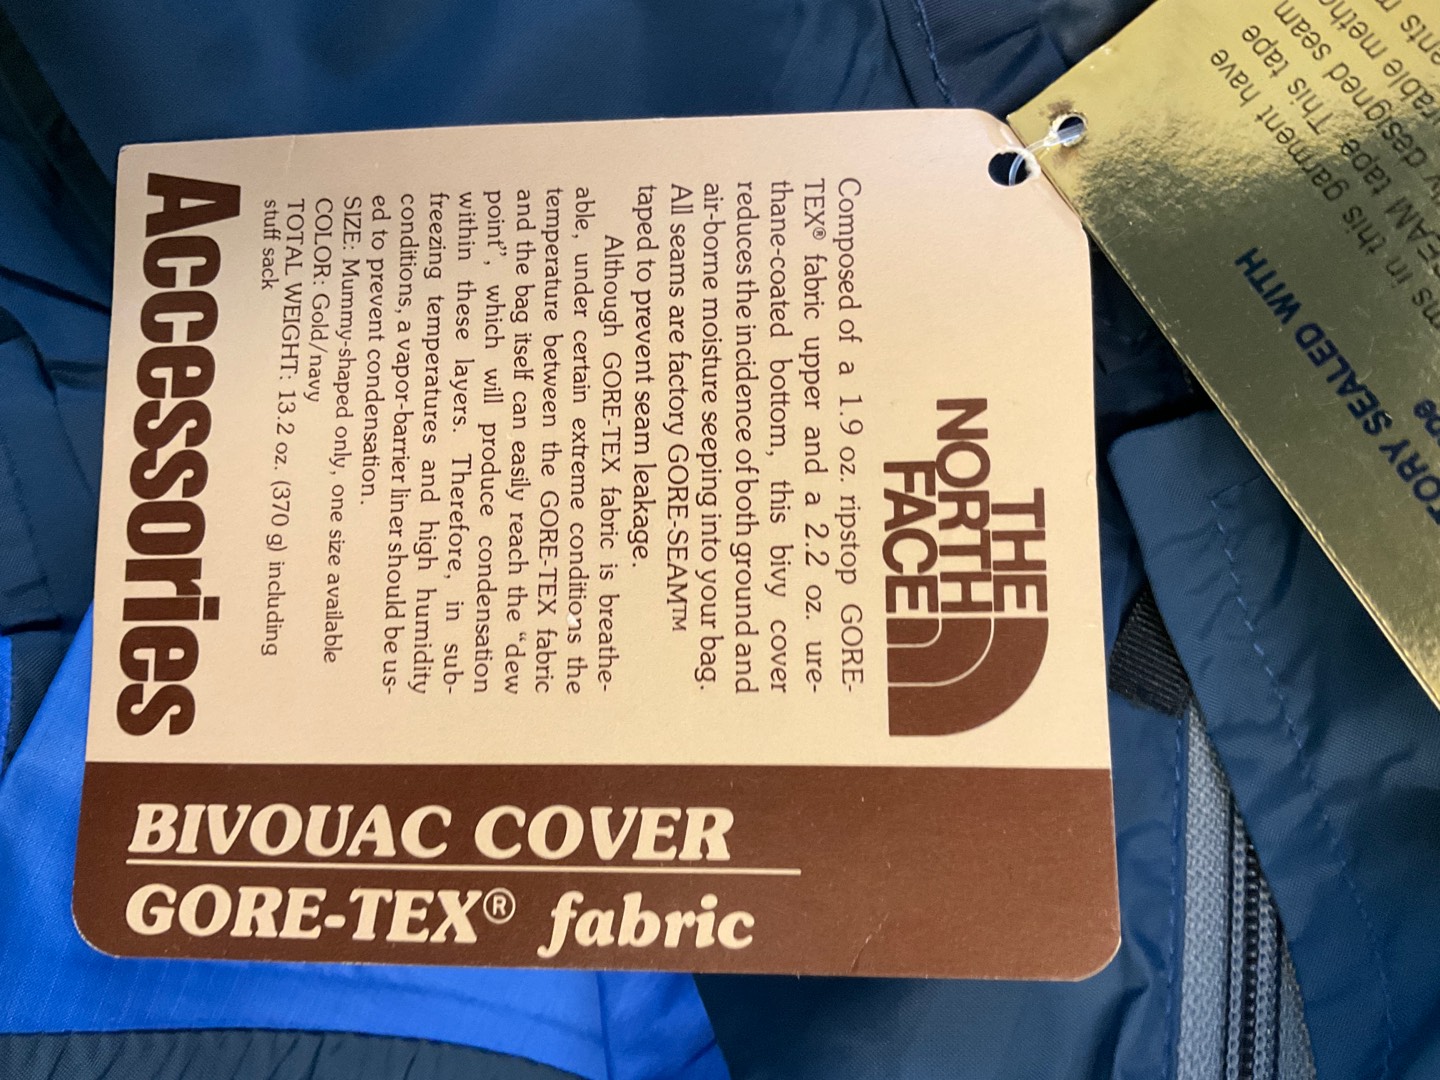 THE
NORTH
FACE
Composed of a 1.9 oz. ripstop GORE-
TEX® fabric upper and a 2.2 oz. ure-
thane-coated bottom, this bivy cover
reduces the incidence of both ground and
air-borne moisture seeping into your bag.
All seams are factory GORE-SEAM™
taped to prevent seam leakage.
Although GORE-TEX fabric is breathe-
able, under certain extreme conditions the
temperature between the GORE-TEX fabric
and the bag itself can easily reach the "dew
point", which will produce condensation
within these layers. Therefore, in sub-
freezing temperatures and high humidity
conditions, a vapor-barrier liner should be us-
ed to prevent condensation.
SIZE: Mummy-shaped only, one size available
COLOR: Gold/navy
TOTAL WEIGHT: 13.2 oz. (370 g) including
stuff sack
Accessories
BIVOUAC COVER
GORE-TEX® fabric
SEALED WITH
in this garment have
tape. This tape
designed seam